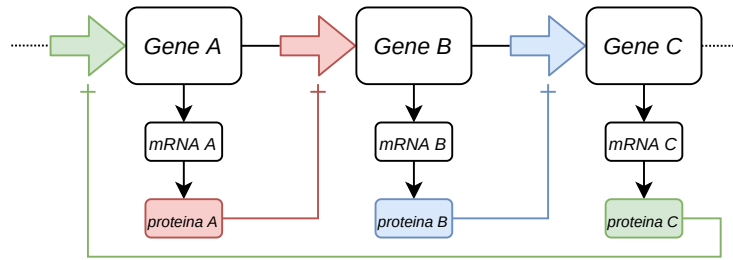 Gene A
Gene B
Gene C
mRNA A
mRNA B
mRNA C
proteina A
proteina B
proteina C